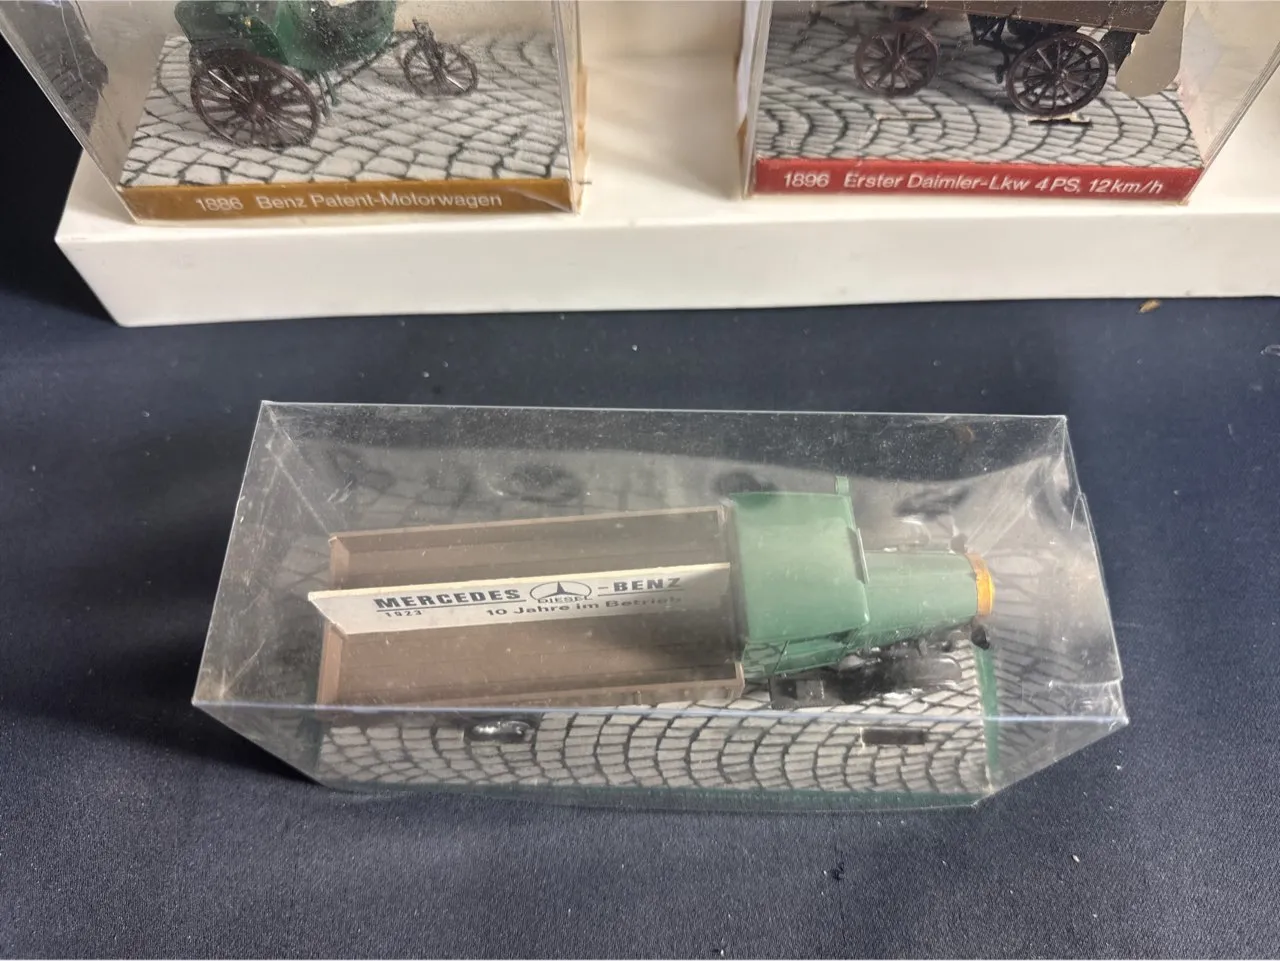 1886 Benz Patent-Motorwagen
1896 Erster Daimler-Lkw 4 PS, 12 km/h
MERCEDES DIESEL -BENZ
1923 10 Jahre im Betrieb